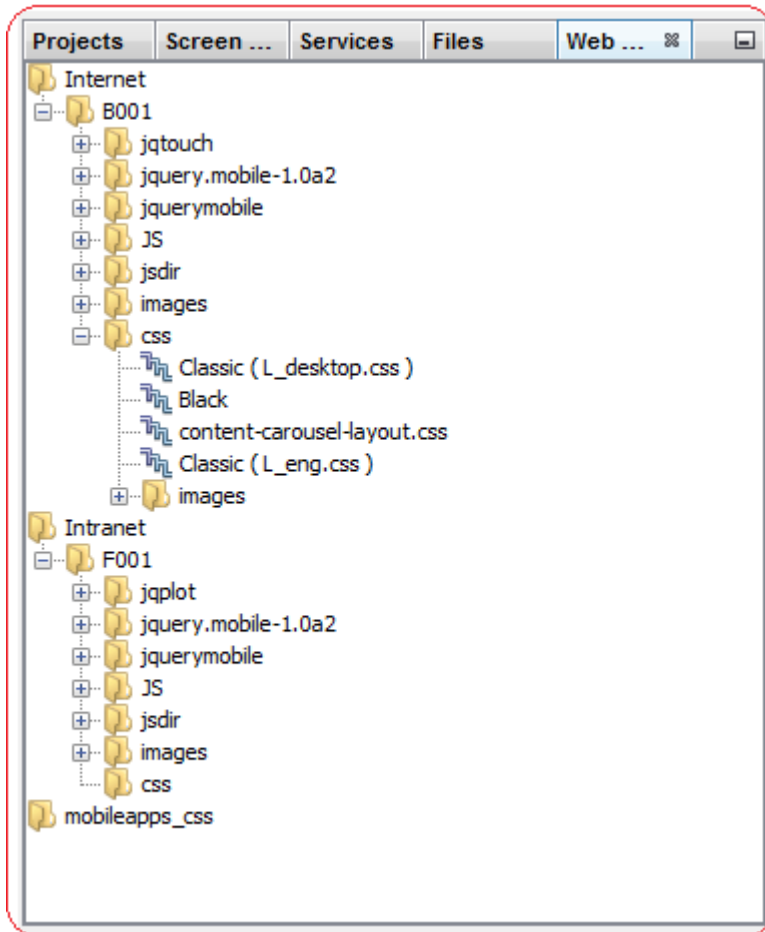 Projects Screen ... Services Files Web ...
Internet
B001
jqtouch
jquery.mobile-1.0a2
jquerymobile
JS
jsdir
images
css
Classic ( L_desktop.css )
Black
content-carousel-layout.css
Classic ( L_eng.css )
images
Intranet
F001
jqplot
jquery.mobile-1.0a2
jquerymobile
JS
jsdir
images
css
mobileapps_css